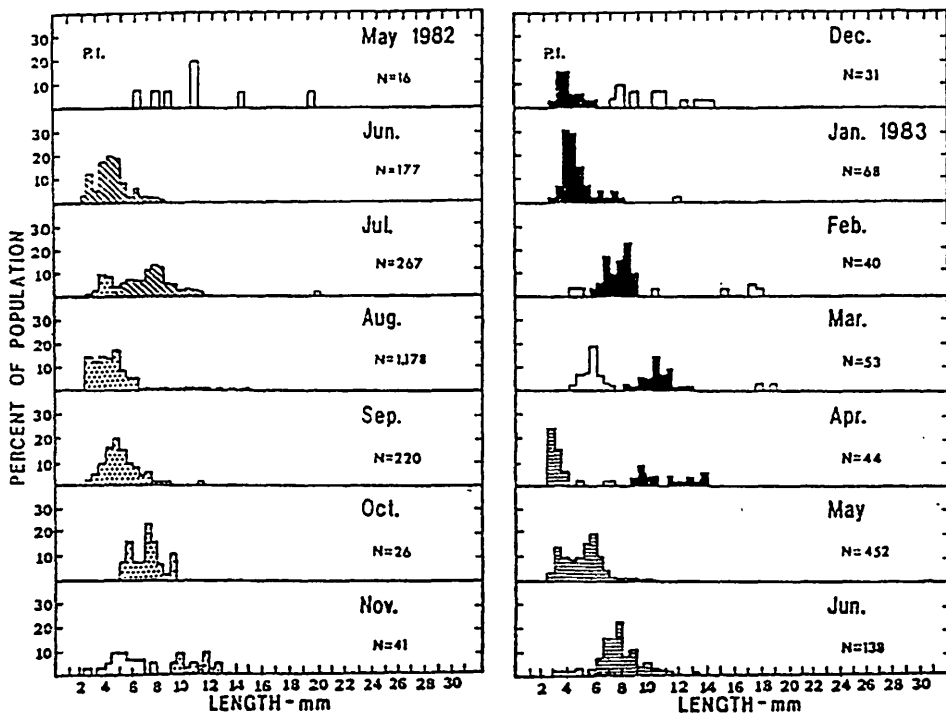 PERCENT OF POPULATION
P.I.
May 1982
N=16
30
20
10
Jun.
N=177
30
20
10
Jul.
N=267
30
20
10
Aug.
N=1,178
30
20
10
Sep.
N=220
30
20
10
Oct.
N=26
30
20
10
Nov.
N=41
30
20
10
2 4 6 8 10 12 14 16 18 20 22 24 26 28 30
LENGTH-mm
P.I.
Dec.
N=31
Jan. 1983
N=68
Feb.
N=40
Mar.
N=53
Apr.
N=44
May
N=452
Jun.
N=138
2 4 6 8 10 12 14 16 18 20 22 24 26 28 30
LENGTH-mm